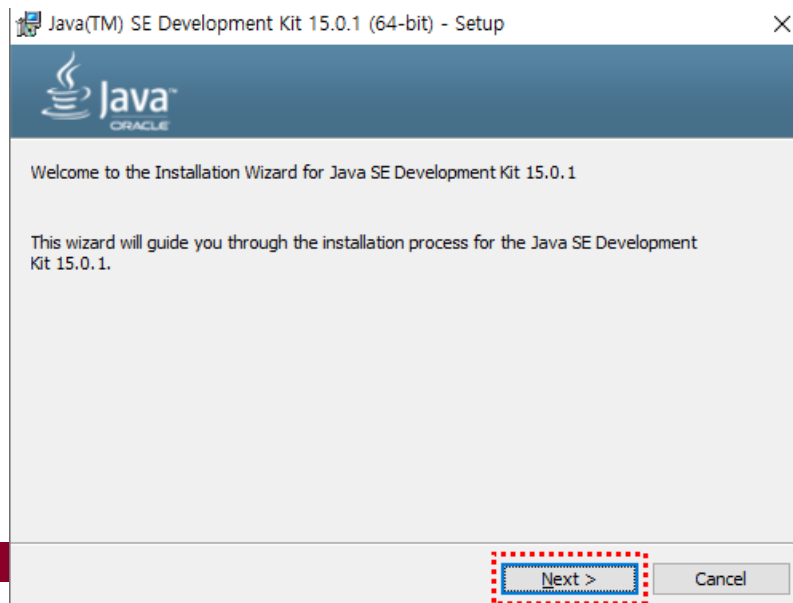 Java(TM) SE Development Kit 15.0.1 (64-bit) - Setup
Java™
ORACLE
Welcome to the Installation Wizard for Java SE Development Kit 15.0.1
This wizard will guide you through the installation process for the Java SE Development
Kit 15.0.1.
Next >
Cancel